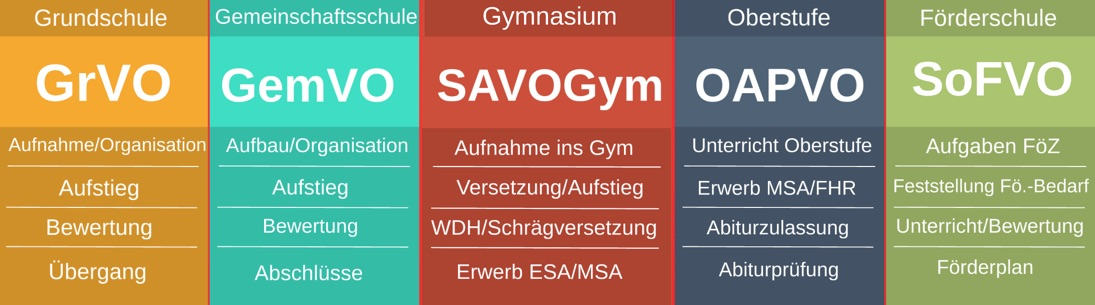 Grundschule
GrVO
Aufnahme/Organisation
Aufstieg
Bewertung
Übergang
Gemeinschaftsschule
GemVO
Aufbau/Organisation
Aufstieg
Bewertung
Abschlüsse
Gymnasium
SAVOGym
Aufnahme ins Gym
Versetzung/Aufstieg
WDH/Schrägversetzung
Erwerb ESA/MSA
Oberstufe
OAPVO
Unterricht Oberstufe
Erwerb MSA/FHR
Abiturzulassung
Abiturprüfung
Förderschule
SoFVO
Aufgaben FöZ
Feststellung Fö.-Bedarf
Unterricht/Bewertung
Förderplan